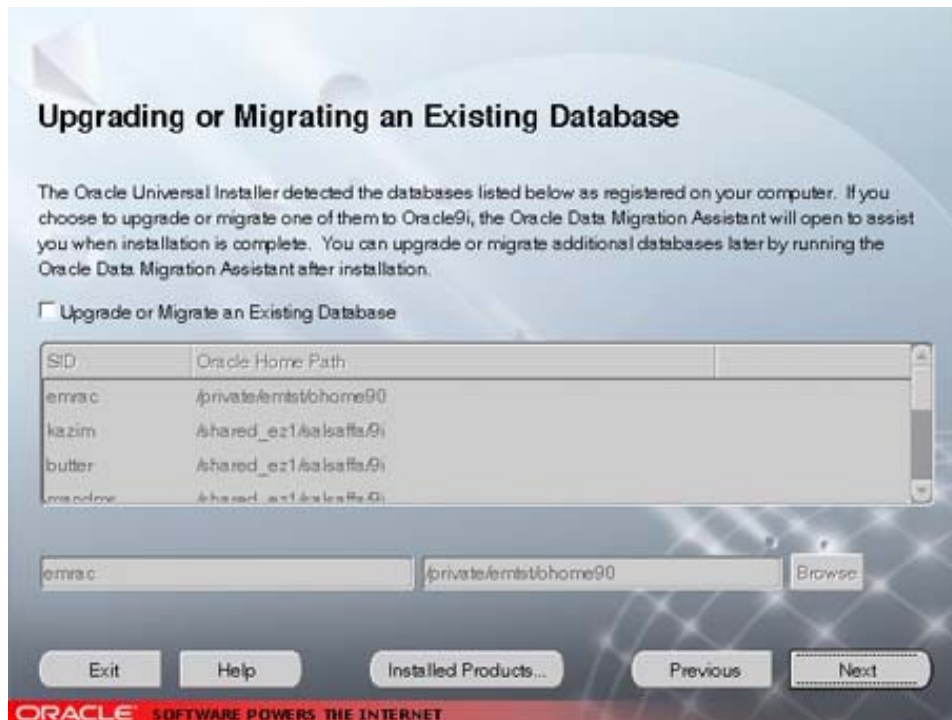 Upgrading or Migrating an Existing Database
The Oracle Universal Installer detected the databases listed below as registered on your computer. If you
choose to upgrade or migrate one of them to Oracle9i, the Oracle Data Migration Assistant will open to assist
you when installation is complete. You can upgrade or migrate additional databases later by running the
Oracle Data Migration Assistant after installation.
Upgrade or Migrate an Existing Database
SID Oracle Home Path
emrac /private/emtst/ohome90
kazim /shared_ez1/salsaffa/9i
butter /shared_ez1/salsaffa/9i
/shared_ez1/salsaffa/9i
emrac /private/emtst/ohome90 Browse
Exit Help Installed Products... Previous Next
ORACLE SOFTWARE POWERS THE INTERNET